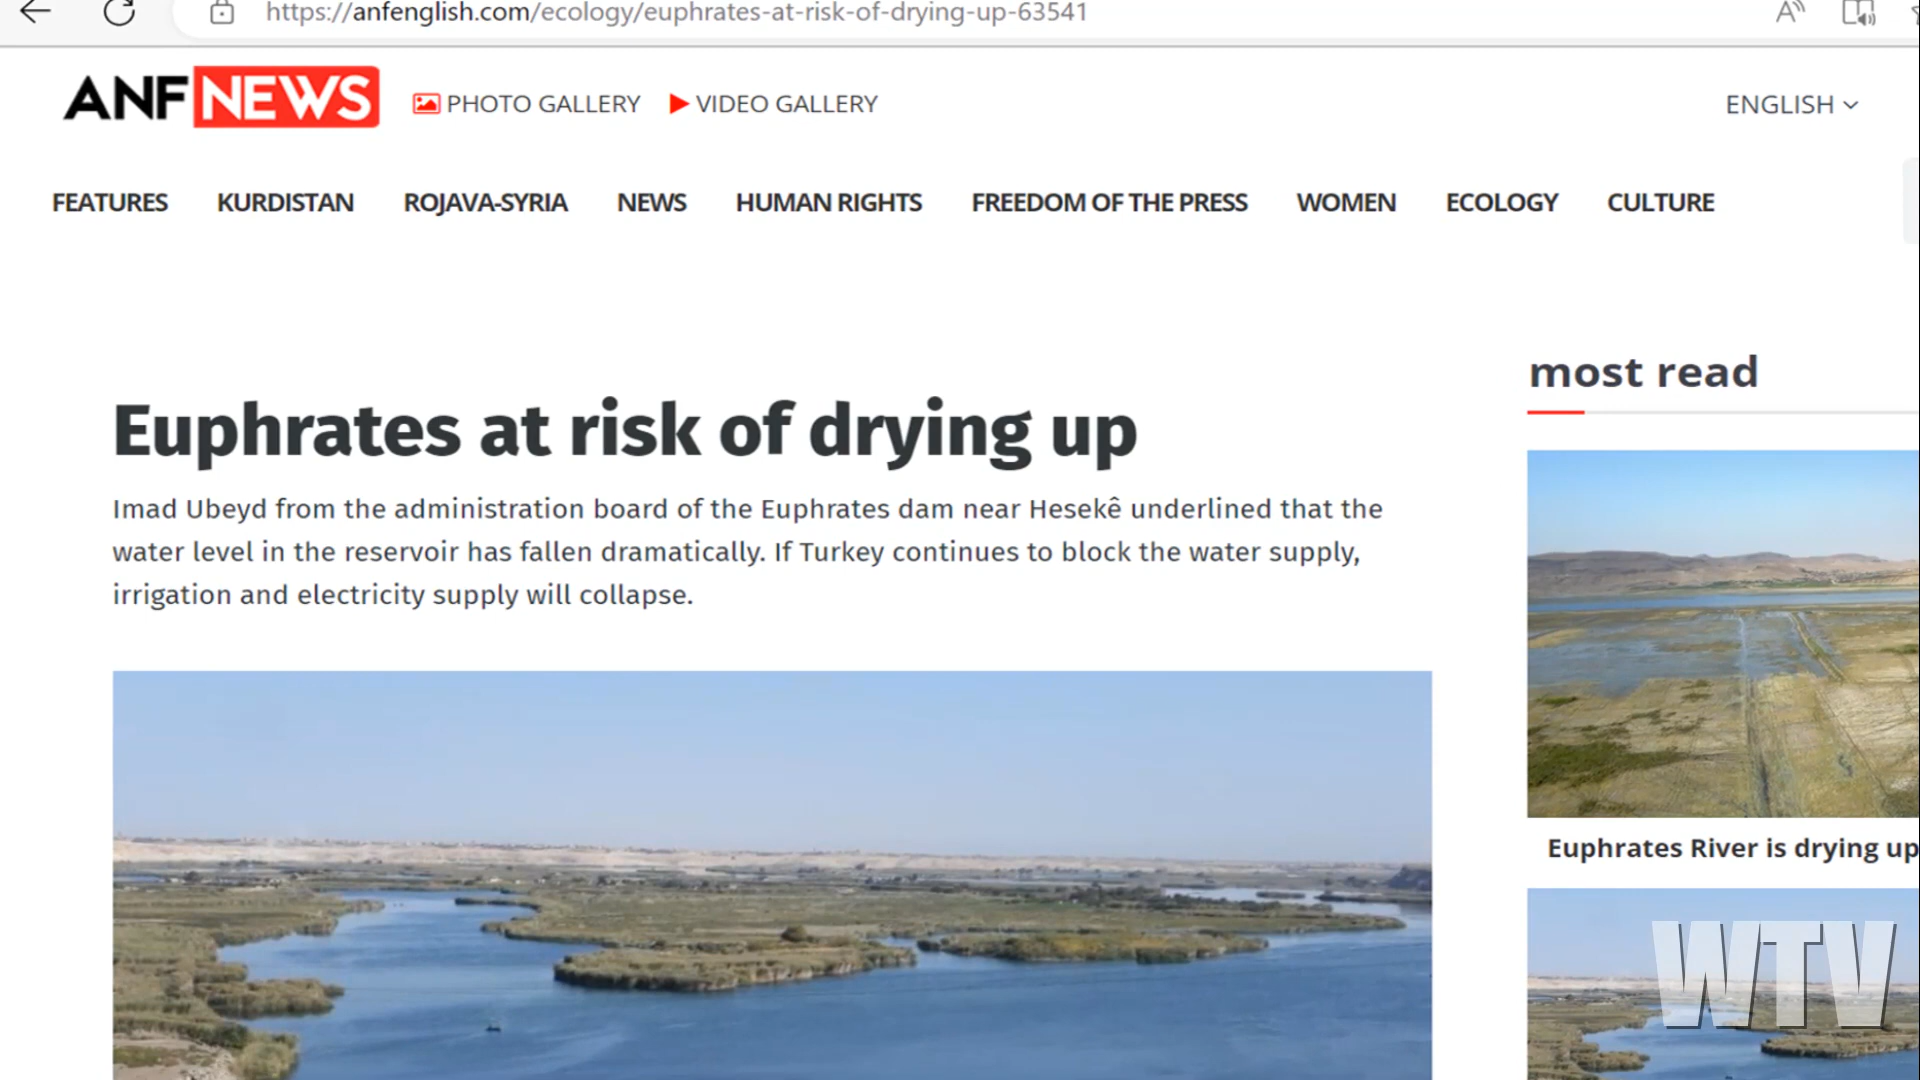 https://anfenglish.com/ecology/euphrates-at-risk-of-drying-up-63541
ANF NEWS
PHOTO GALLERY
VIDEO GALLERY
ENGLISH
FEATURES
KURDISTAN
ROJAVA-SYRIA
NEWS
HUMAN RIGHTS
FREEDOM OF THE PRESS
WOMEN
ECOLOGY
CULTURE
Euphrates at risk of drying up
Imad Ubeyd from the administration board of the Euphrates dam near Hesekê underlined that the
water level in the reservoir has fallen dramatically. If Turkey continues to block the water supply,
irrigation and electricity supply will collapse.
most read
Euphrates River is drying up
WTV